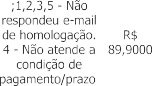 ;1,2,3,5 - Não
respondeu e-mail
de homologação.
4 - Não atende a
condição de
pagamento/prazo
R$
89,9000